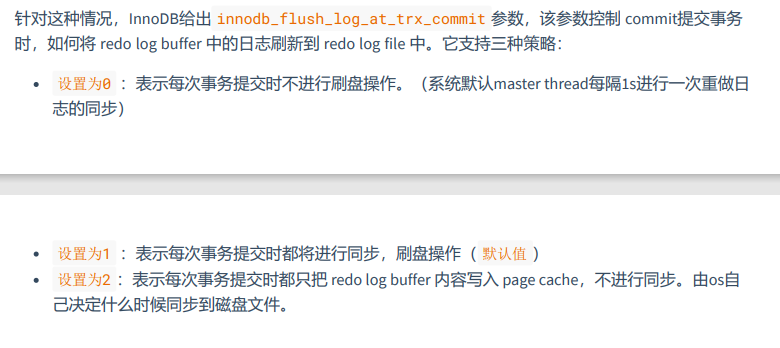 针对这种情况，InnoDB给出 innodb_flush_log_at_trx_commit 参数，该参数控制 commit提交事务
时，如何将 redo log buffer 中的日志刷新到 redo log file 中。它支持三种策略：
• 设置为0 ：表示每次事务提交时不进行刷盘操作。（系统默认master thread每隔1s进行一次重做日
志的同步）
• 设置为1 ：表示每次事务提交时都将进行同步，刷盘操作（ 默认值 ）
• 设置为2 ：表示每次事务提交时都只把 redo log buffer 内容写入 page cache，不进行同步。由os自
己决定什么时候同步到磁盘文件。